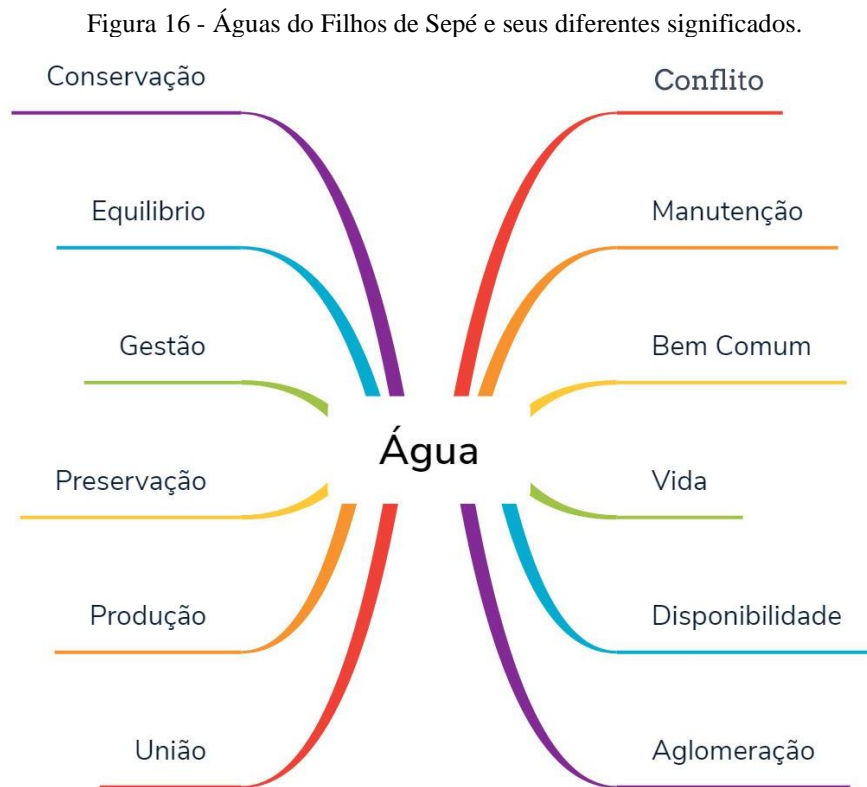 Figura 16 - Águas do Filhos de Sepé e seus diferentes significados.
Conservação
Equilibrio
Gestão
Preservação
Produção
União
Água
Conflito
Manutenção
Bem Comum
Vida
Disponibilidade
Aglomeração